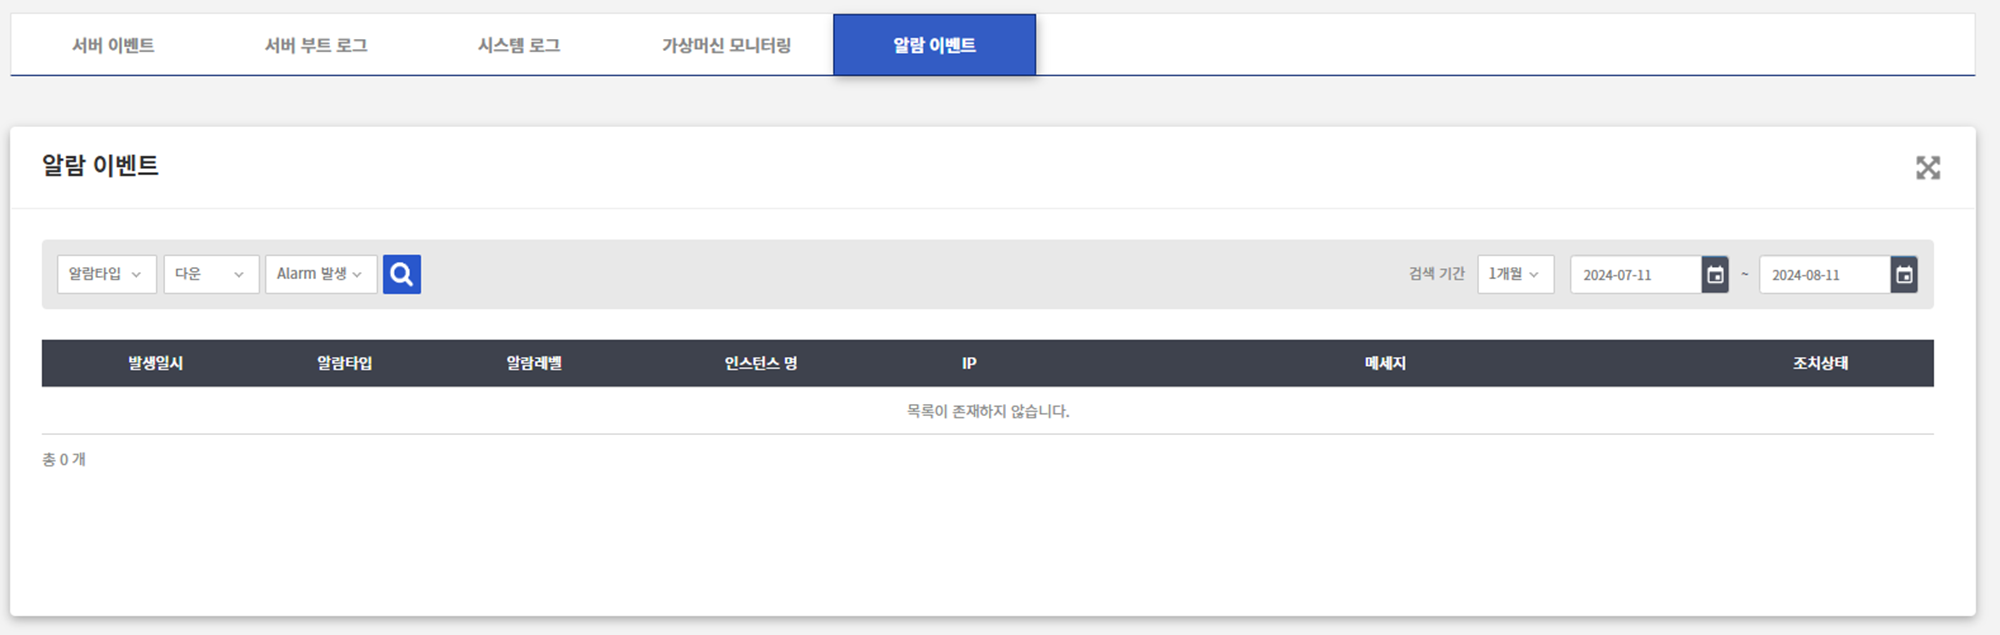 서버 이벤트 서버 부트 로그 시스템 로그 가상머신 모니터링 알람 이벤트
알람 이벤트
알람타입 다운 Alarm 발생 검색 기간 1개월 2024-07-11 ~ 2024-08-11
발생일시 알람타입 알람레벨 인스턴스 명 IP 메세지 조치상태
목록이 존재하지 않습니다.
총 0 개